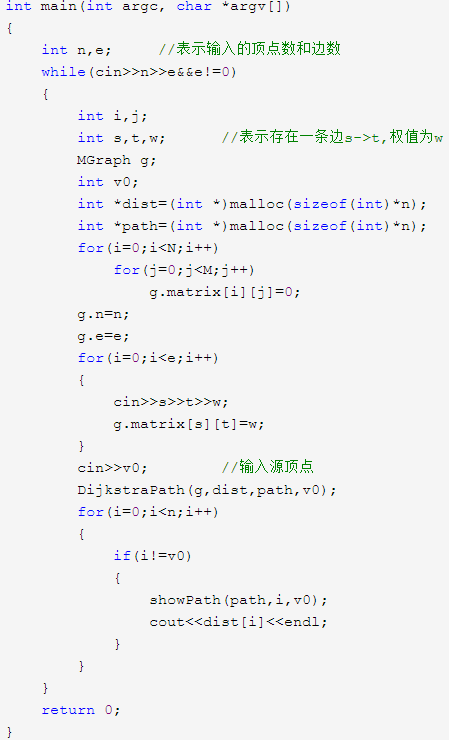 int main(int argc, char *argv[])
{
    int n,e;     //表示输入的顶点数和边数
    while(cin>>n>>e&&e!=0)
    {
        int i,j;
        int s,t,w;      //表示存在一条边s->t,权值为w
        MGraph g;
        int v0;
        int *dist=(int *)malloc(sizeof(int)*n);
        int *path=(int *)malloc(sizeof(int)*n);
        for(i=0;i<N;i++)
            for(j=0;j<M;j++)
                g.matrix[i][j]=0;
        g.n=n;
        g.e=e;
        for(i=0;i<e;i++)
        {
            cin>>s>>t>>w;
            g.matrix[s][t]=w;
        }
        cin>>v0;        //输入源顶点
        DijkstraPath(g,dist,path,v0);
        for(i=0;i<n;i++)
        {
            if(i!=v0)
            {
                showPath(path,i,v0);
                cout<<dist[i]<<endl;
            }
        }
    }
    return 0;
}